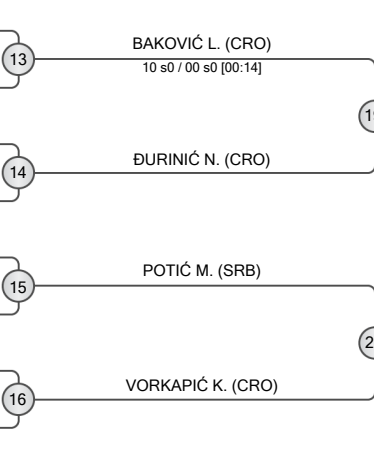 13
BAKOVIĆ L. (CRO)
10 s0 / 00 s0 [00:14]
14
ĐURINIĆ N. (CRO)
15
POTIĆ M. (SRB)
16
VORKAPIĆ K. (CRO)